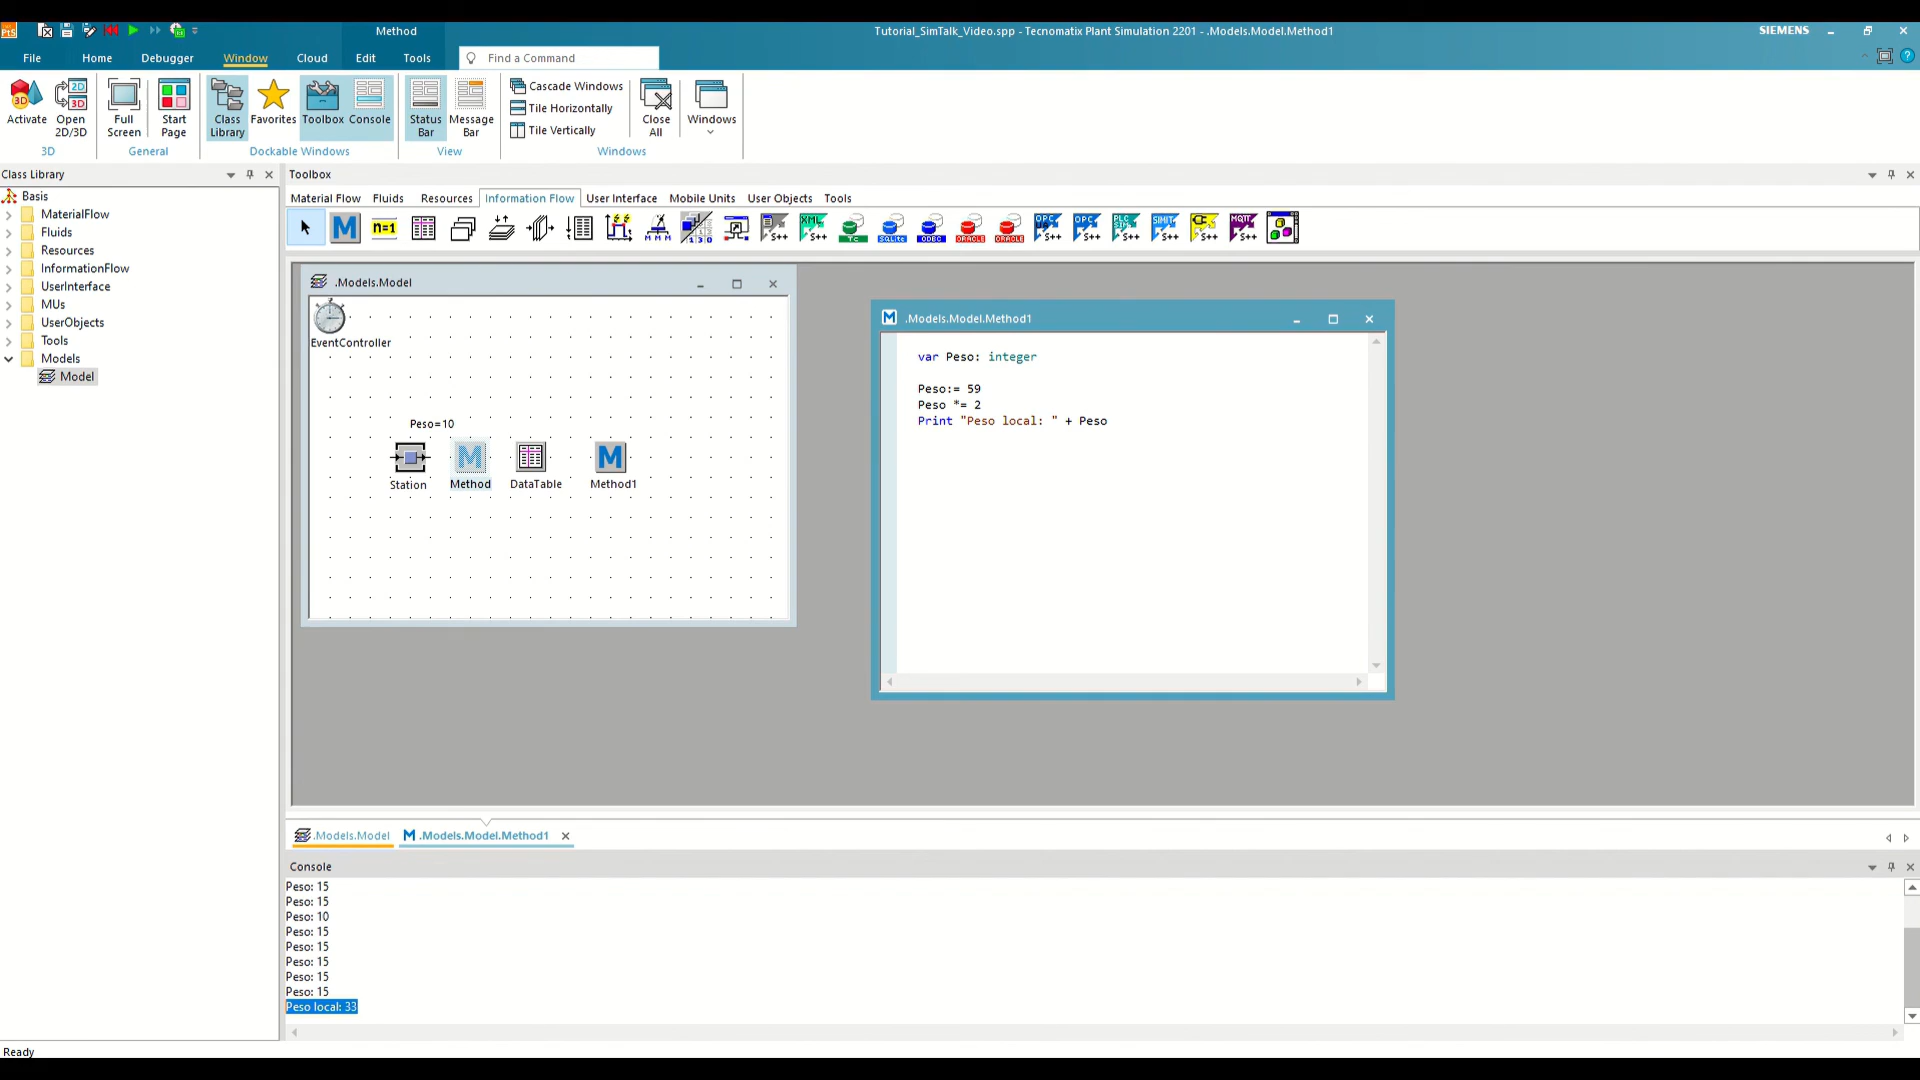 Method
Tutorial_SimTalk_Video.spp - Tecnomatix Plant Simulation 2201 - .Models.Model.Method1
SIEMENS
File Home Debugger Window Cloud Edit Tools Find a Command
Activate
Open 2D/3D
Full Screen
Start Page
Class Library
Favorites
Toolbox
Console
Status Bar
Message Bar
Cascade Windows
Tile Horizontally
Tile Vertically
Close All
Windows
3D General Dockable Windows View Windows
Class Library
Basis
MaterialFlow
Fluids
Resources
InformationFlow
UserInterface
MUs
UserObjects
Tools
Models
Model
Toolbox
Material Flow Fluids Resources Information Flow User Interface Mobile Units User Objects Tools
.Models.Model
EventController
Peso=10
Station Method DataTable Method1
.Models.Model.Method1
var Peso: integer
Peso:= 59
Peso *= 2
Print "Peso local: " + Peso
.Models.Model .Models.Model.Method1
Console
Peso: 15
Peso: 15
Peso: 10
Peso: 15
Peso: 15
Peso: 15
Peso: 15
Peso: 15
Peso local: 33
Ready